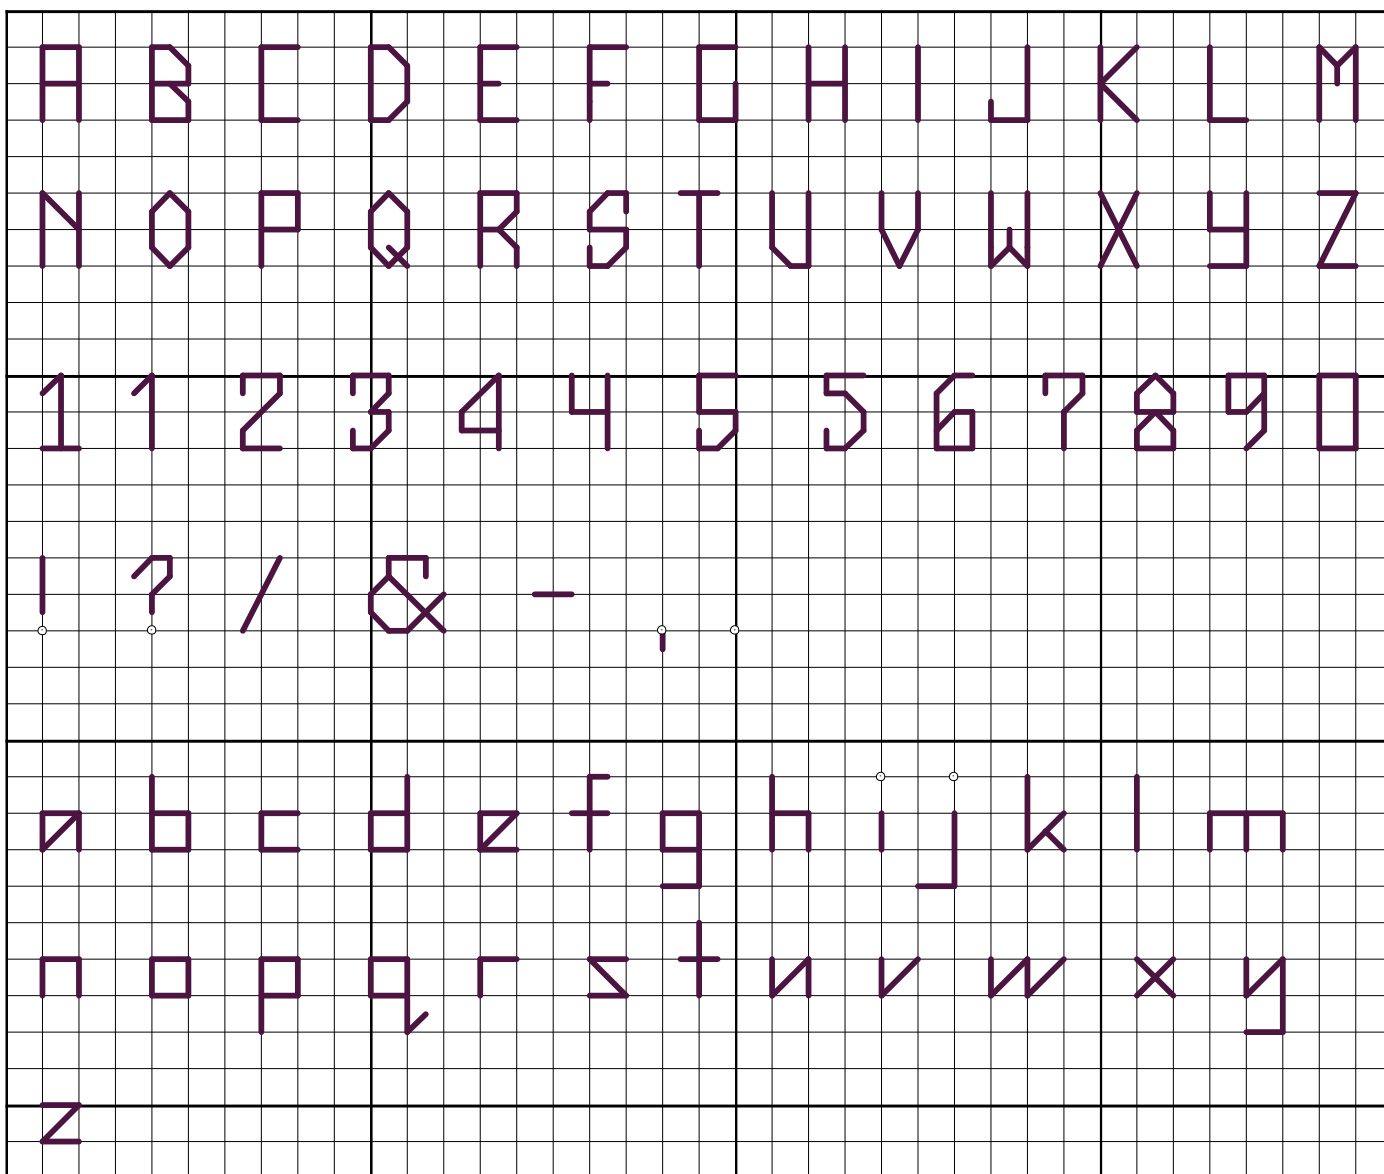 A B C D E F G H I J K L M
N O P Q R S T U V W X Y Z
1 1 2 3 4 4 5 5 6 7 8 9 0
! ? / & - , .
a b c d e f g h i j k l m
n o p q r s t u v w x y
z